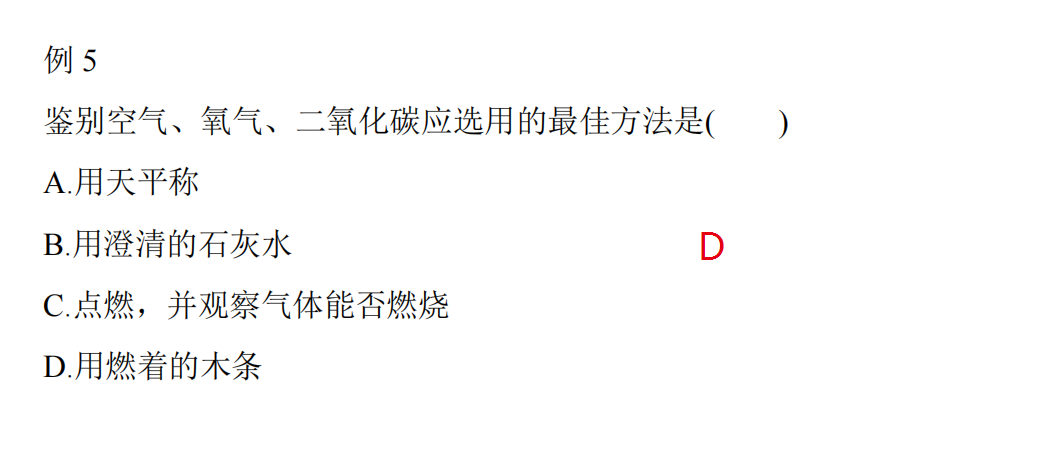 例 5
鉴别空气、氧气、二氧化碳应选用的最佳方法是(　　)
A.用天平称
B.用澄清的石灰水
D
C.点燃，并观察气体能否燃烧
D.用燃着的木条